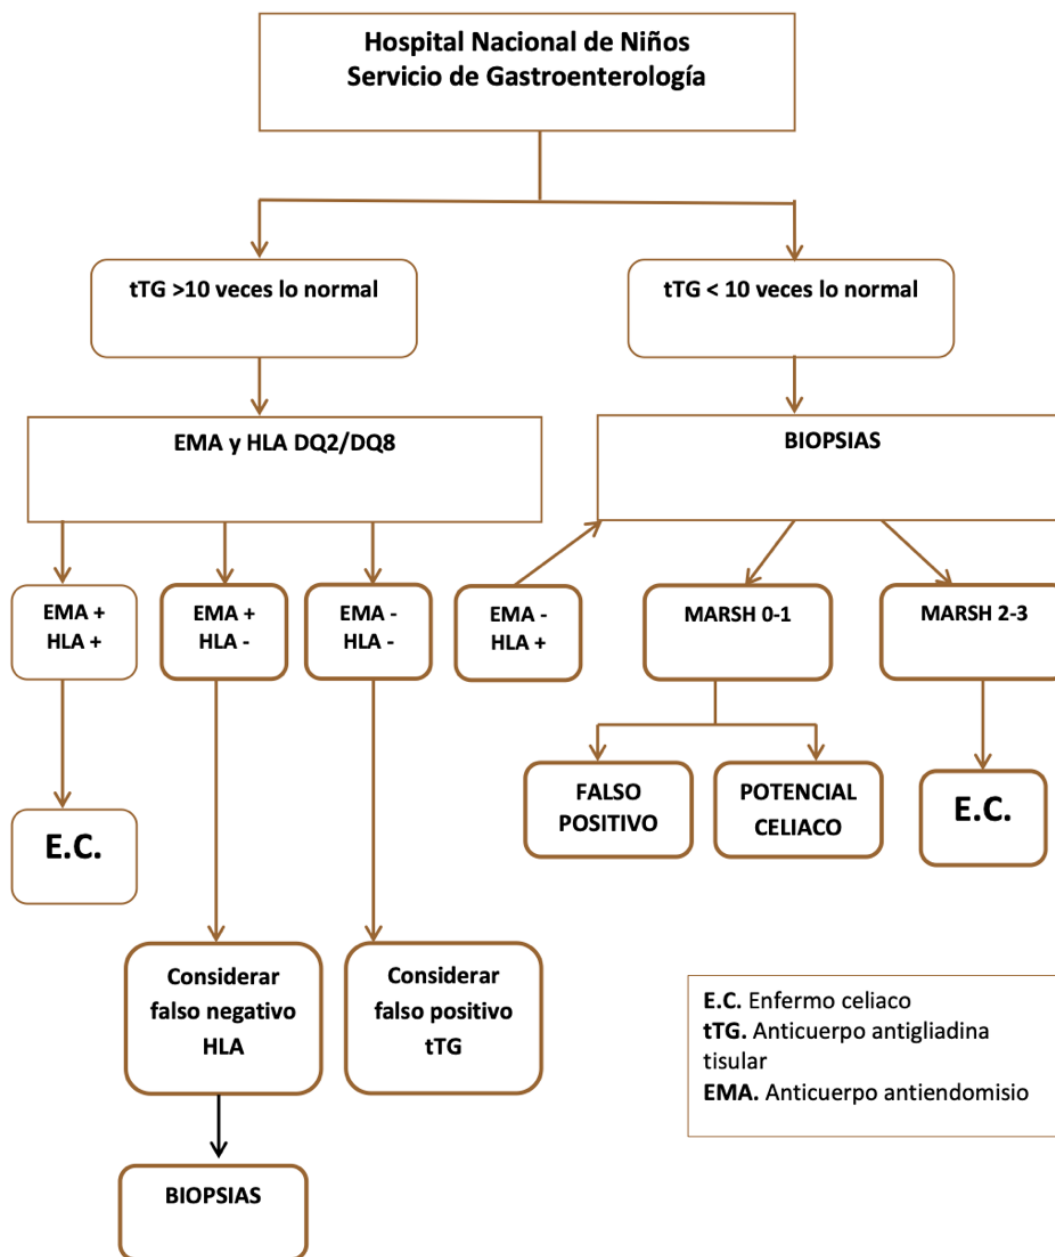 Hospital Nacional de Niños
Servicio de Gastroenterología
tTG >10 veces lo normal
tTG < 10 veces lo normal
EMA y HLA DQ2/DQ8
BIOPSIAS
EMA +
HLA +
EMA +
HLA -
EMA -
HLA -
EMA -
HLA +
MARSH 0-1
MARSH 2-3
FALSO
POSITIVO
POTENCIAL
CELIACO
E.C.
E.C.
Considerar
falso negativo
HLA
Considerar
falso positivo
tTG
BIOPSIAS
E.C. Enfermo celiaco
tTG. Anticuerpo antigliadina
tisular
EMA. Anticuerpo antiendomisio